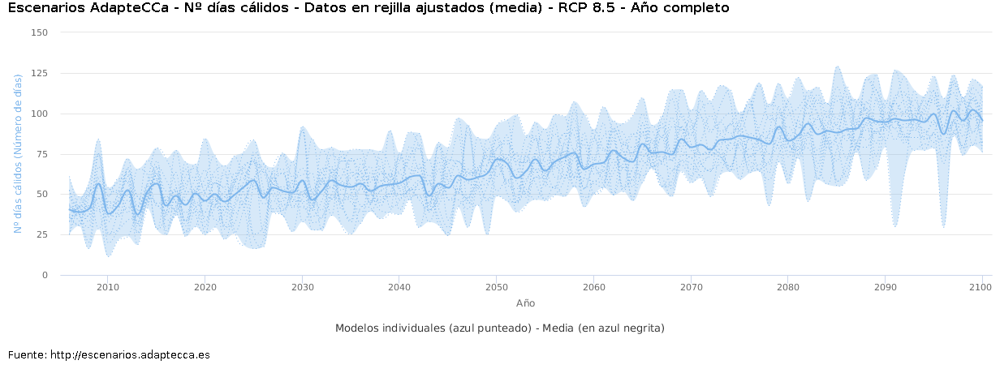 Escenarios AdapteCCa - Nº días cálidos - Datos en rejilla ajustados (media) - RCP 8.5 - Año completo
150
125
100
75
50
25
0
Nº días cálidos (Número de días)
2010 2020 2030 2040 2050 2060 2070 2080 2090 2100
Año
Modelos individuales (azul punteado) - Media (en azul negrita)
Fuente: http://escenarios.adaptecca.es